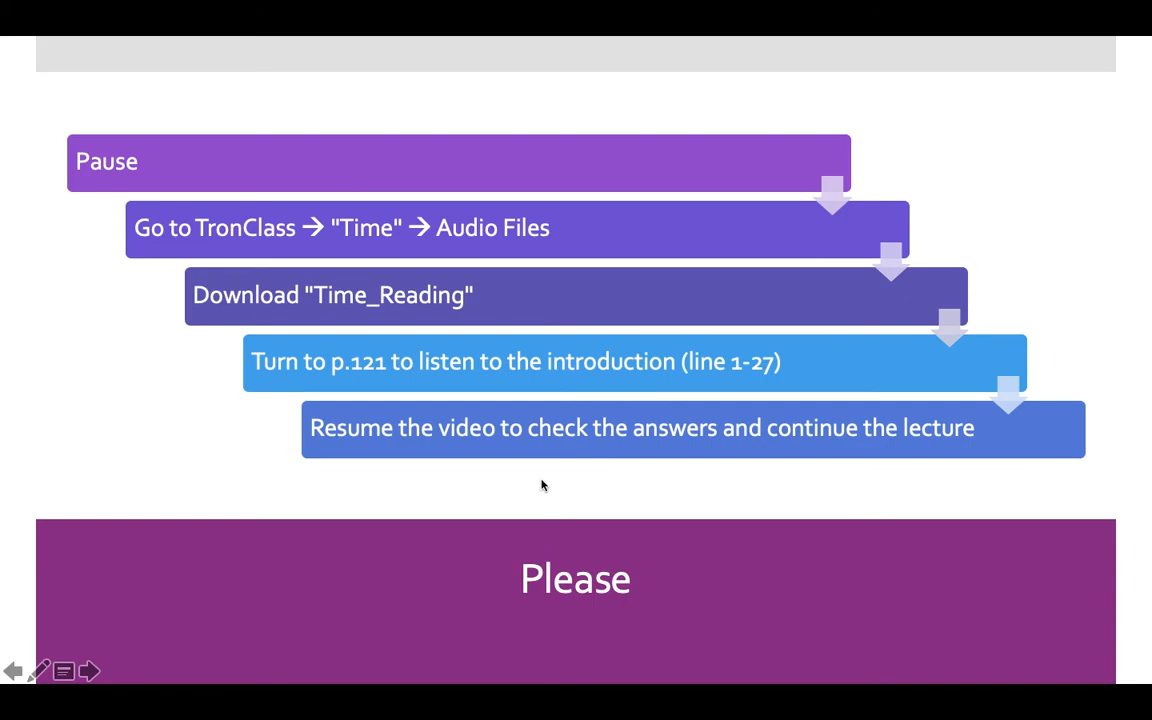 Pause
Go to TronClass → "Time" → Audio Files
Download "Time_Reading"
Turn to p.121 to listen to the introduction (line 1-27)
Resume the video to check the answers and continue the lecture
Please